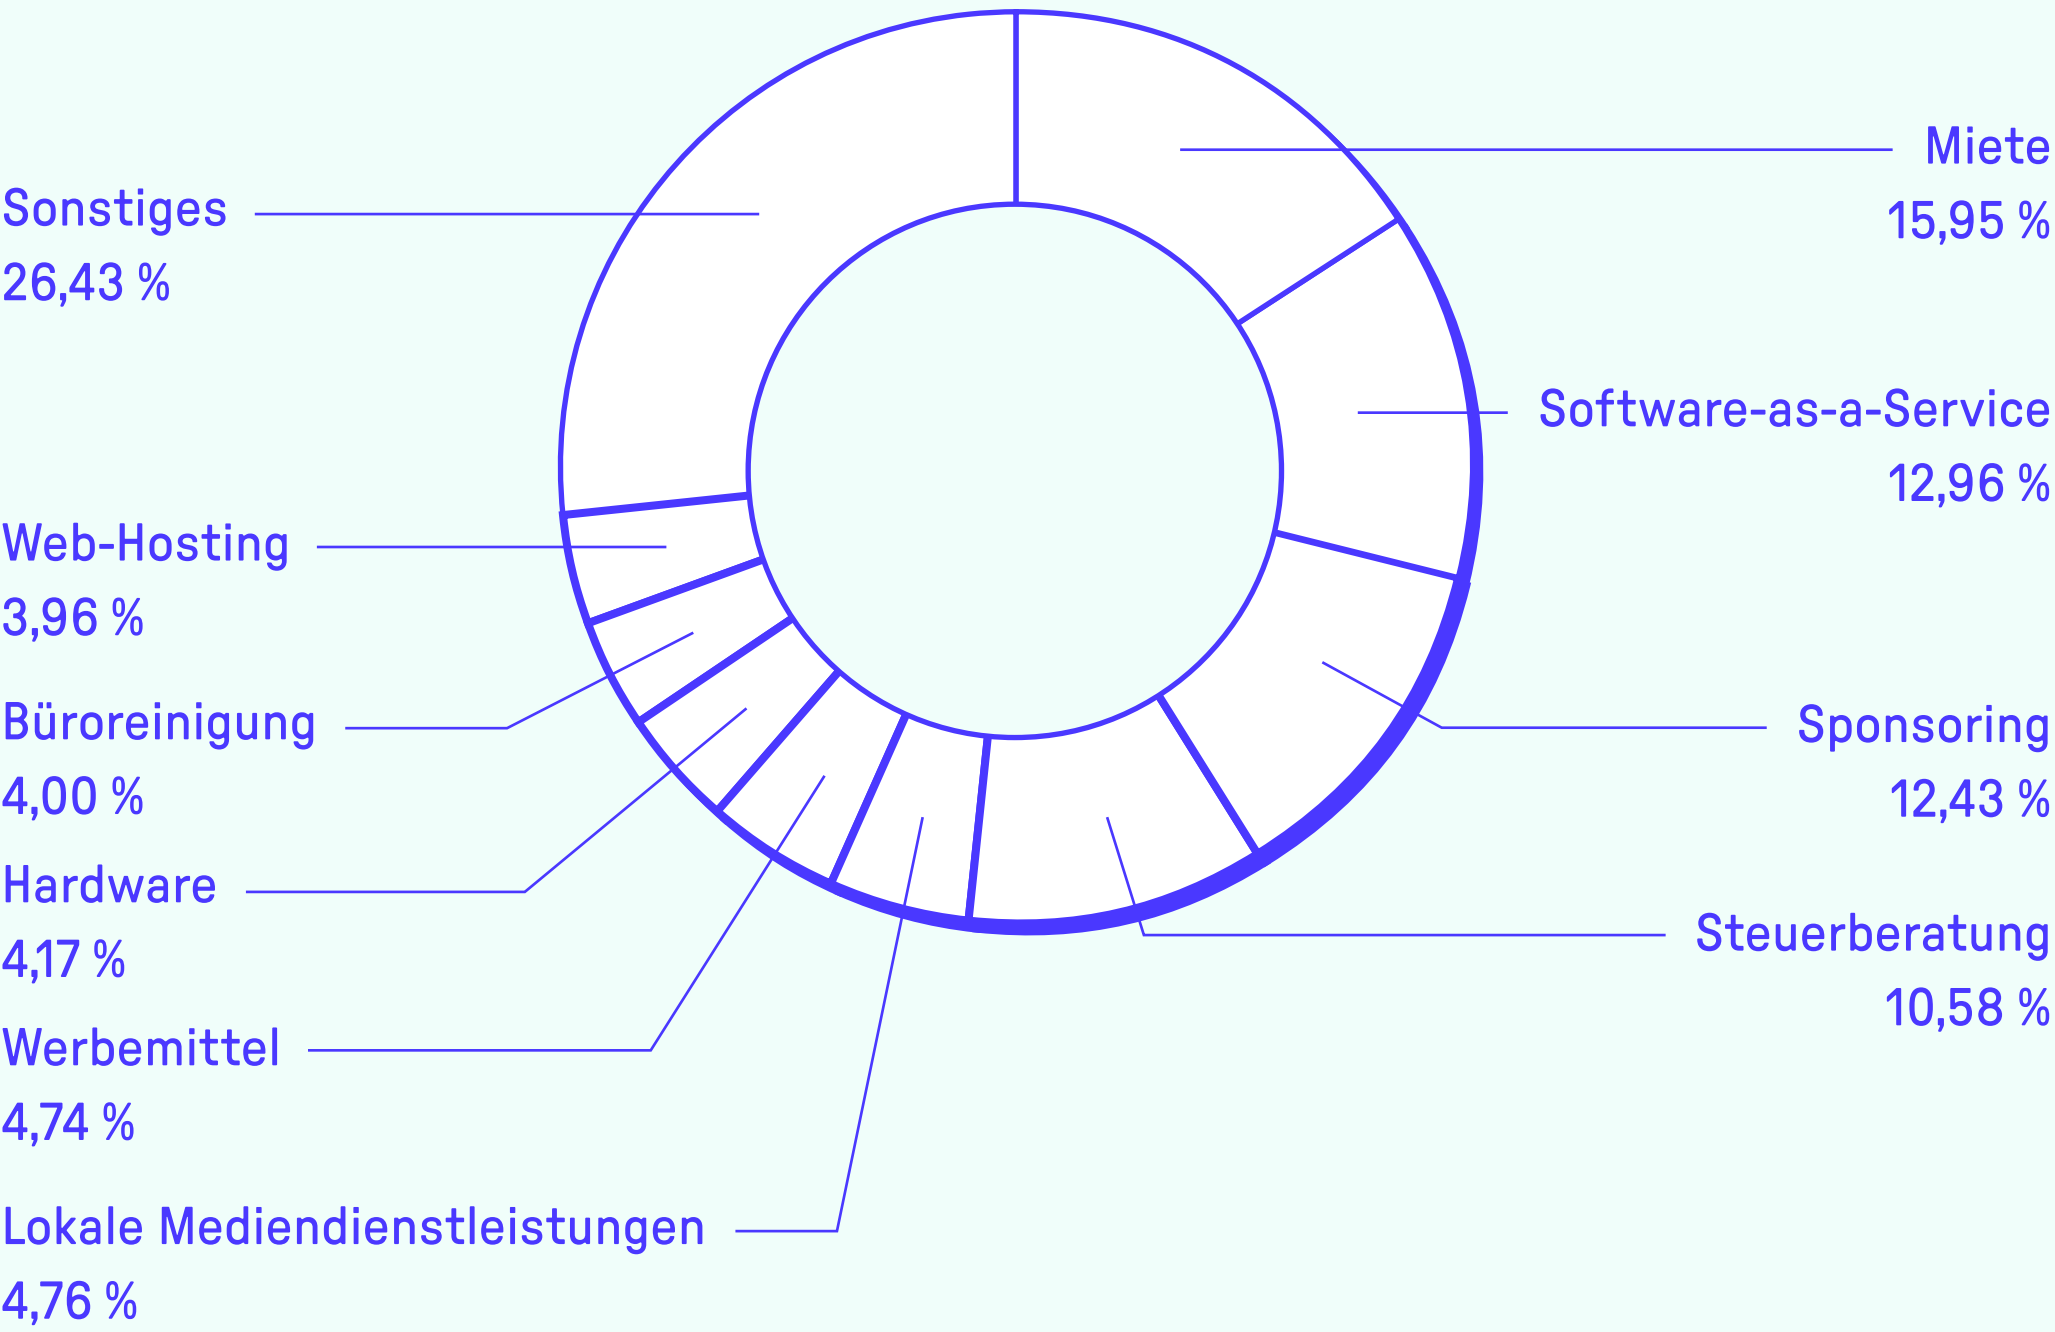 Miete
15,95 %
Software-as-a-Service
12,96 %
Sponsoring
12,43 %
Steuerberatung
10,58 %
Lokale Mediendienstleistungen
4,76 %
Werbemittel
4,74 %
Hardware
4,17 %
Büroreinigung
4,00 %
Web-Hosting
3,96 %
Sonstiges
26,43 %